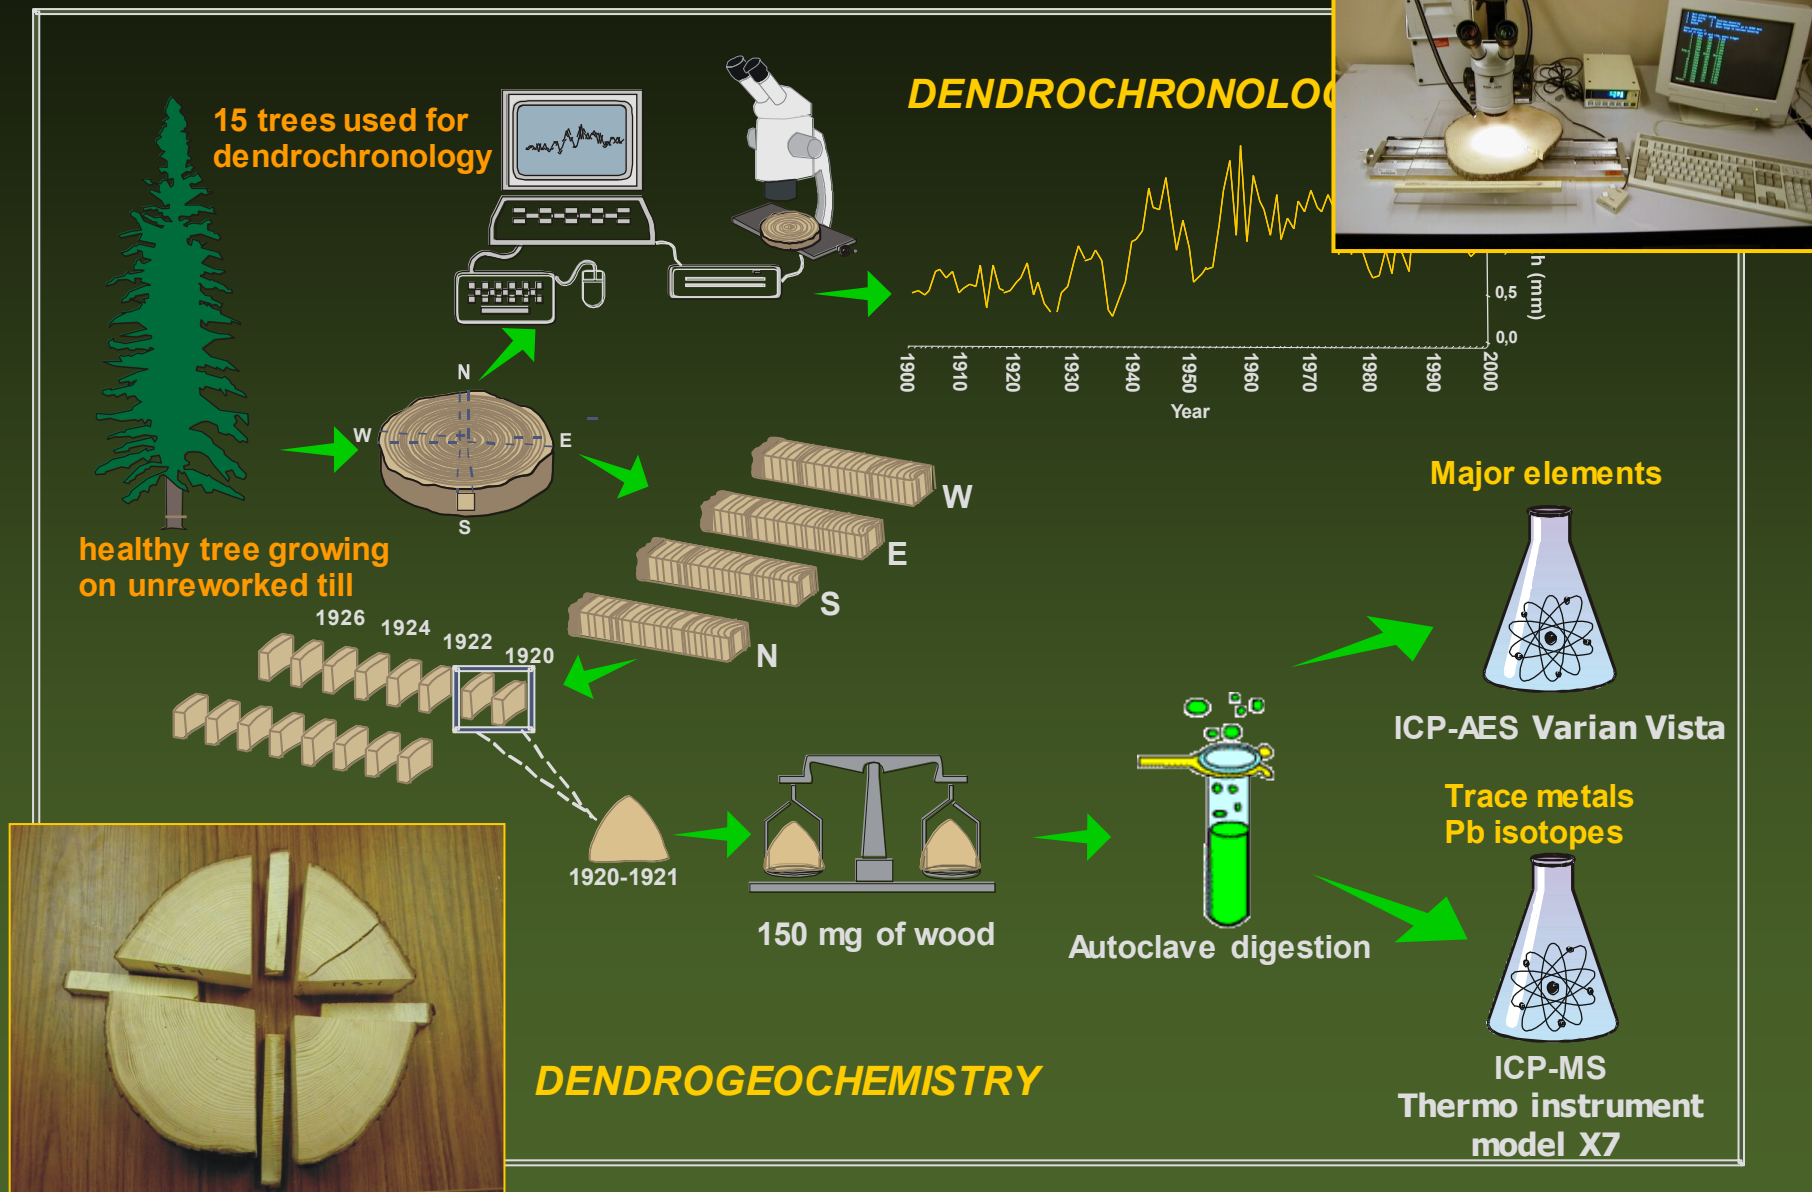 DENDROCHRONOLOG
15 trees used for
dendrochronology
h (mm)
0,5
0,0
1900
1910
1920
1930
1940
1950
1960
1970
1980
1990
2000
Year
N
W
E
S
healthy tree growing
on unreworked till
W
E
S
N
1926
1924
1922
1920
1920-1921
150 mg of wood
Autoclave digestion
Major elements
ICP-AES Varian Vista
Trace metals
Pb isotopes
ICP-MS
Thermo instrument
model X7
DENDROGEOCHEMISTRY